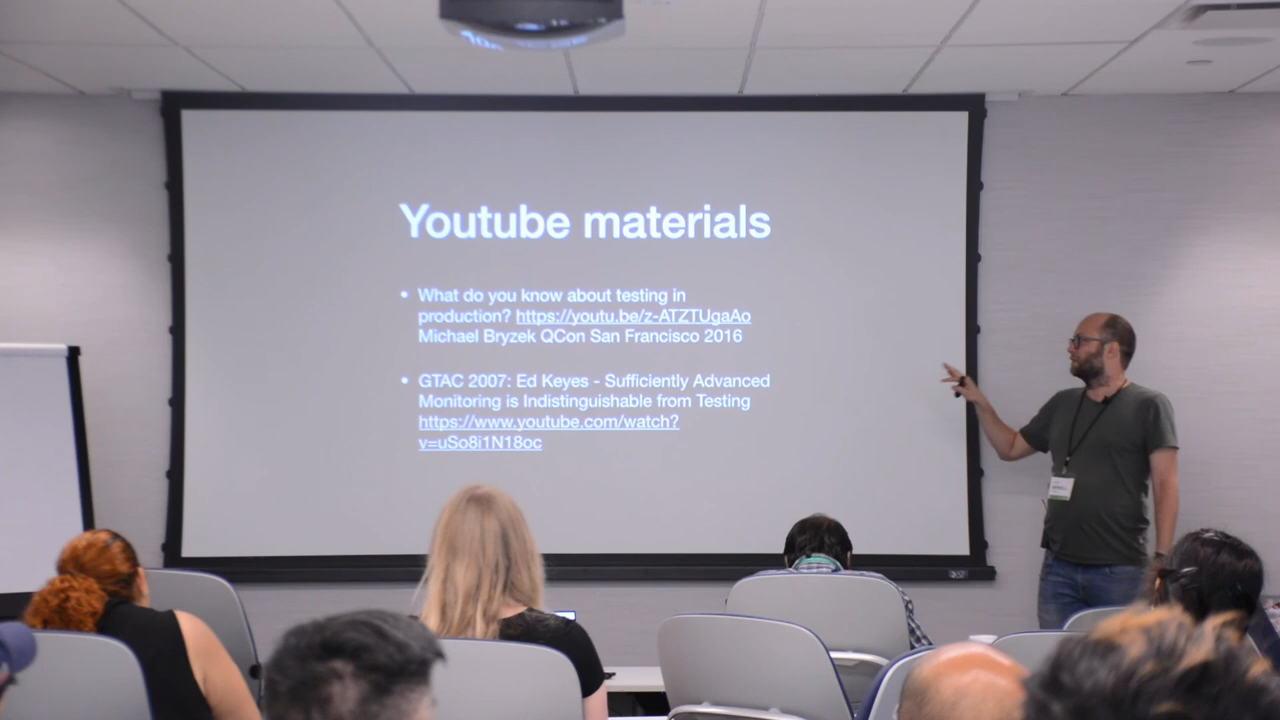 Youtube materials
• What do you know about testing in
production? https://youtu.be/z-ATZTUgaAo
Michael Bryzek QCon San Francisco 2016
• GTAC 2007: Ed Keyes - Sufficiently Advanced
Monitoring is Indistinguishable from Testing
https://www.youtube.com/watch?
v=uSo8i1N18oc